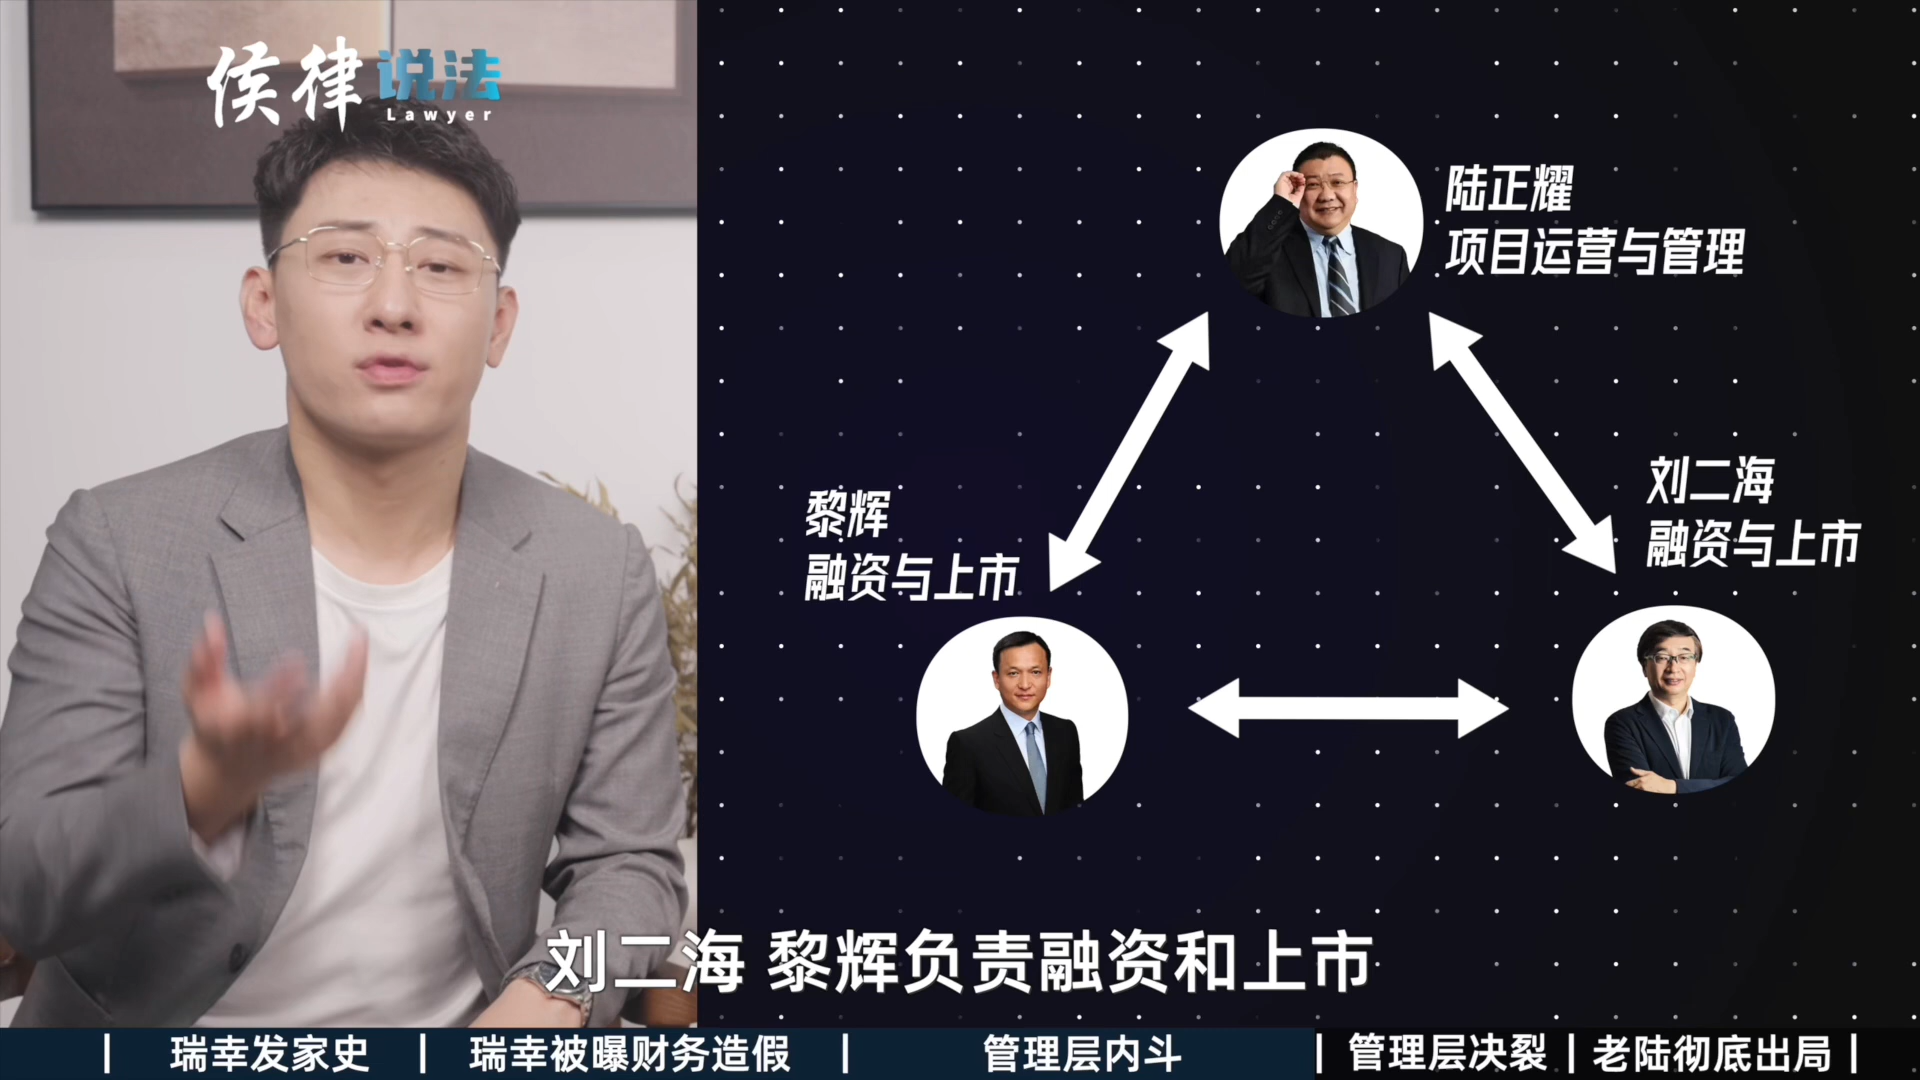 侯律说法
Lawyer
陆正耀
项目运营与管理
黎辉
融资与上市
刘二海
融资与上市
刘二海 黎辉负责融资和上市
| 瑞幸发家史 | 瑞幸被曝财务造假 | 管理层内斗 | 管理层决裂 | 老陆彻底出局 |